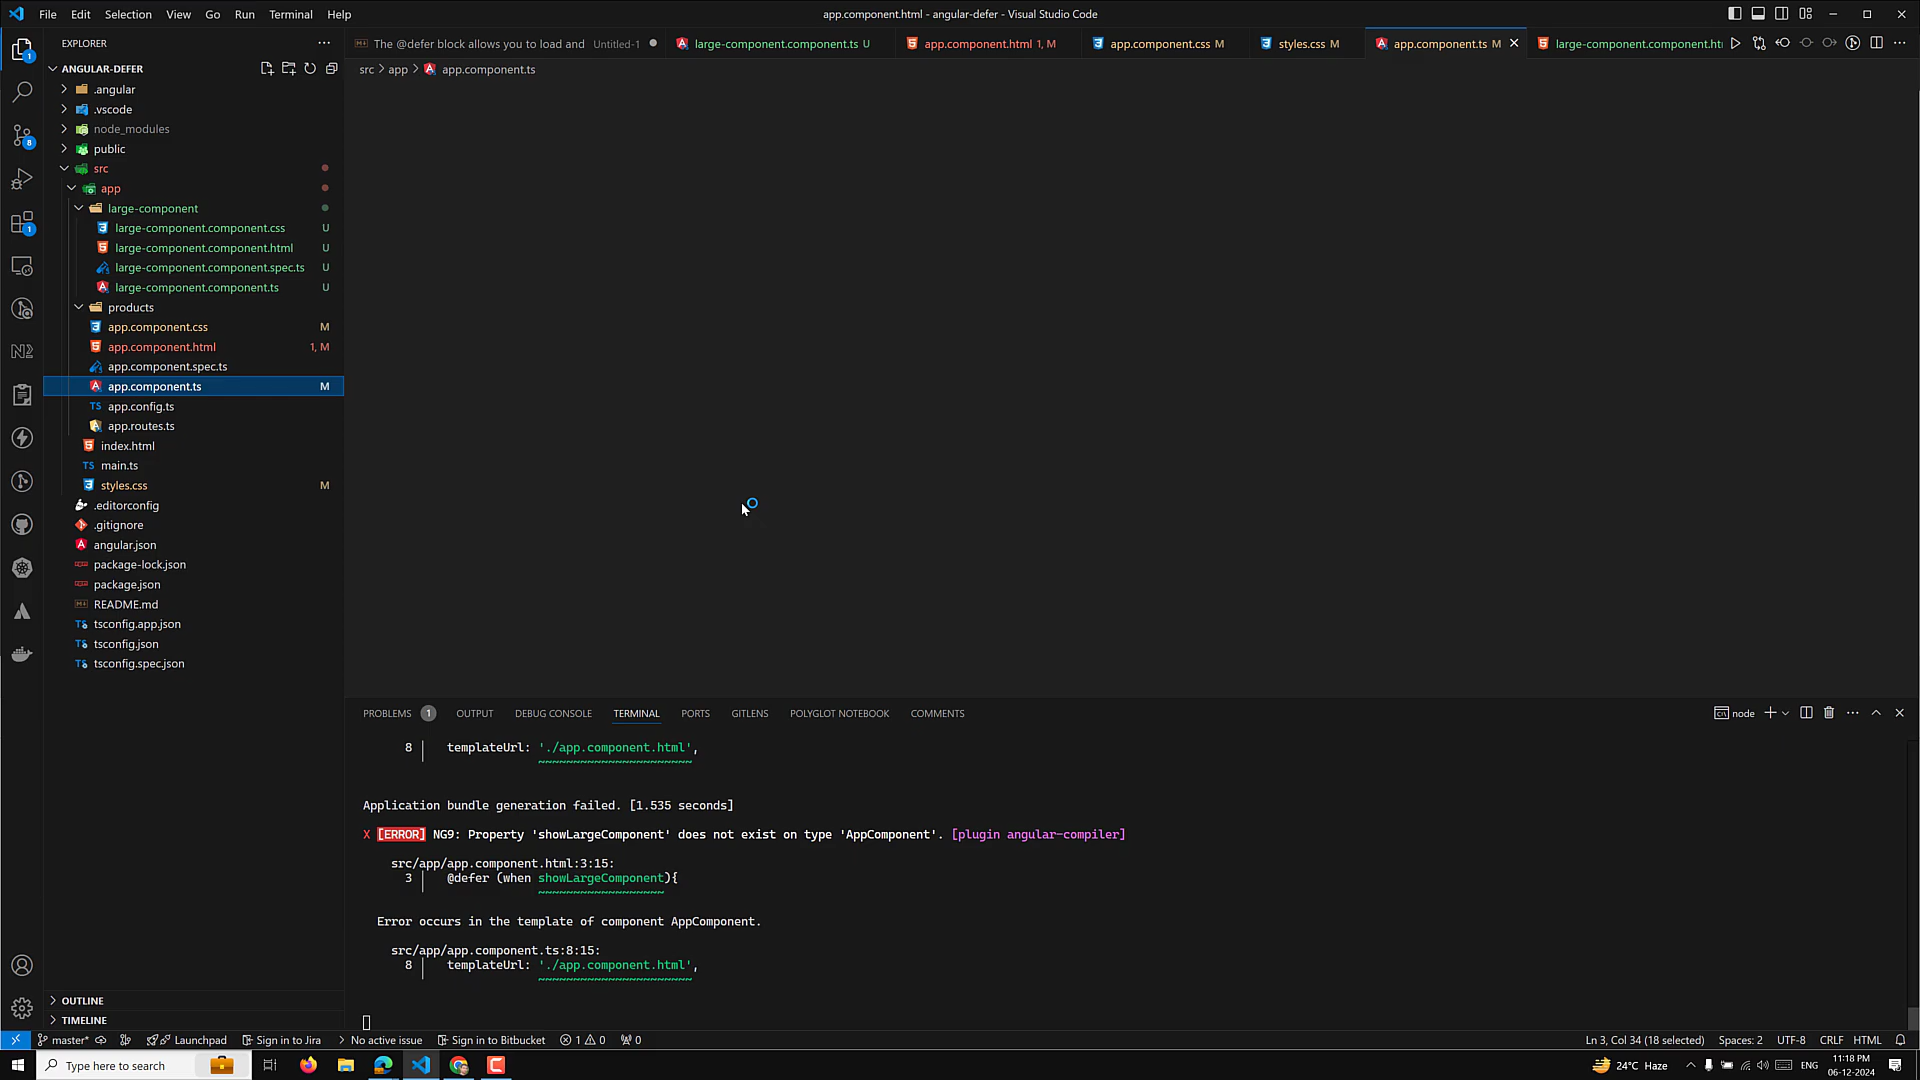 File Edit Selection View Go Run Terminal Help
app.component.html - angular-defer - Visual Studio Code
EXPLORER
The @defer block allows you to load and Untitled-1
large-component.component.ts U
app.component.html 1, M
app.component.css M
styles.css M
app.component.ts M
large-component.component.ht
ANGULAR-DEFER
src > app > app.component.ts
.angular
.vscode
node_modules
public
src
app
large-component
large-component.component.css U
large-component.component.html U
large-component.component.spec.ts U
large-component.component.ts U
products
app.component.css M
app.component.html 1, M
app.component.spec.ts
app.component.ts M
TS app.config.ts
app.routes.ts
index.html
TS main.ts
styles.css M
.editorconfig
.gitignore
angular.json
package-lock.json
package.json
README.md
tsconfig.app.json
tsconfig.json
tsconfig.spec.json
OUTLINE
TIMELINE
PROBLEMS 1 OUTPUT DEBUG CONSOLE TERMINAL PORTS GITLENS POLYGLOT NOTEBOOK COMMENTS
node
8 │ templateUrl: './app.component.html',
Application bundle generation failed. [1.535 seconds]
X [ERROR] NG9: Property 'showLargeComponent' does not exist on type 'AppComponent'. [plugin angular-compiler]
src/app/app.component.html:3:15:
3 │ @defer (when showLargeComponent){
Error occurs in the template of component AppComponent.
src/app/app.component.ts:8:15:
8 │ templateUrl: './app.component.html',
master* Launchpad Sign in to Jira No active issue Sign in to Bitbucket 1 0 0
Ln 3, Col 34 (18 selected) Spaces: 2 UTF-8 CRLF HTML
Type here to search
24°C Haze
ENG
11:18 PM
06-12-2024